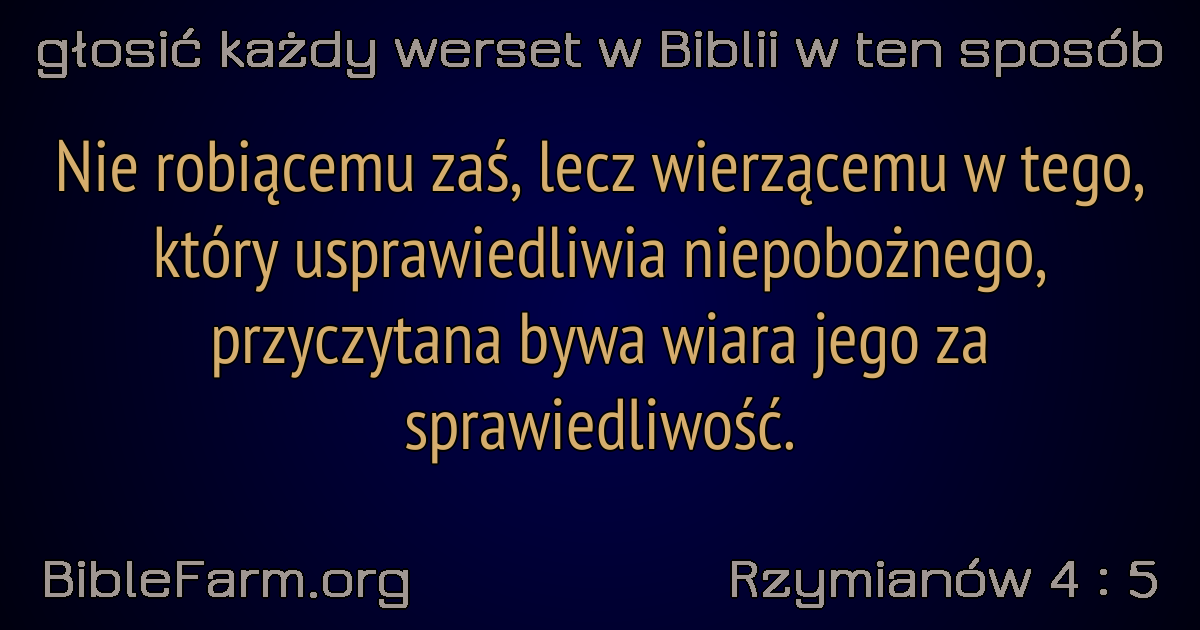 głosić każdy werset w Biblii w ten sposób
Nie robiącemu zaś, lecz wierzącemu w tego,
który usprawiedliwia niepobożnego,
przyczytana bywa wiara jego za
sprawiedliwość.
BibleFarm.org
Rzymianów 4 : 5